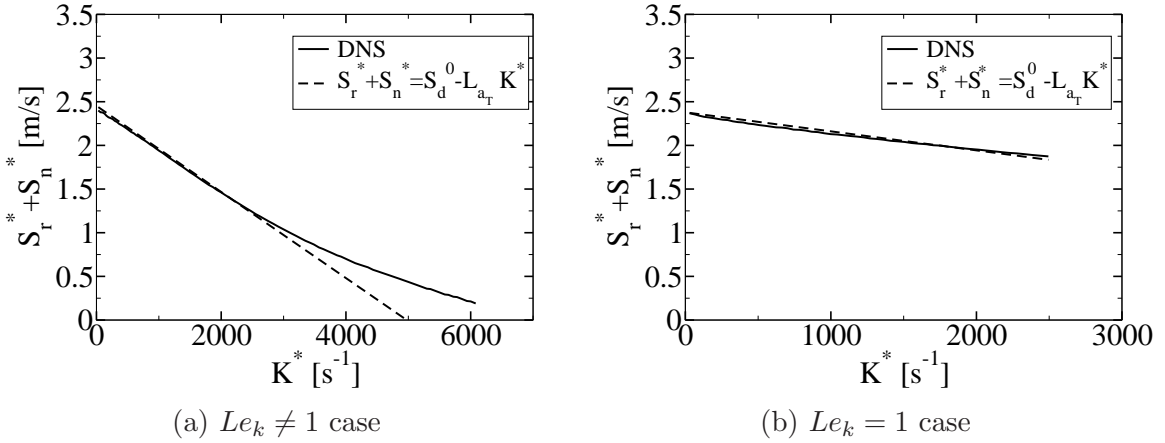 3.5
3
2.5
2
1.5
1
0.5
0
S_r^* + S_n^* [m/s]
DNS
S_r^* + S_n^* = S_d^0 - L_{a_T} K^*
0 2000 4000 6000
K^* [s^{-1}]
(a) Le_k ≠ 1 case
3.5
3
2.5
2
1.5
1
0.5
0
S_r^* + S_n^* [m/s]
DNS
S_r^* + S_n^* = S_d^0 - L_{a_T} K^*
0 1000 2000 3000
K^* [s^{-1}]
(b) Le_k = 1 case